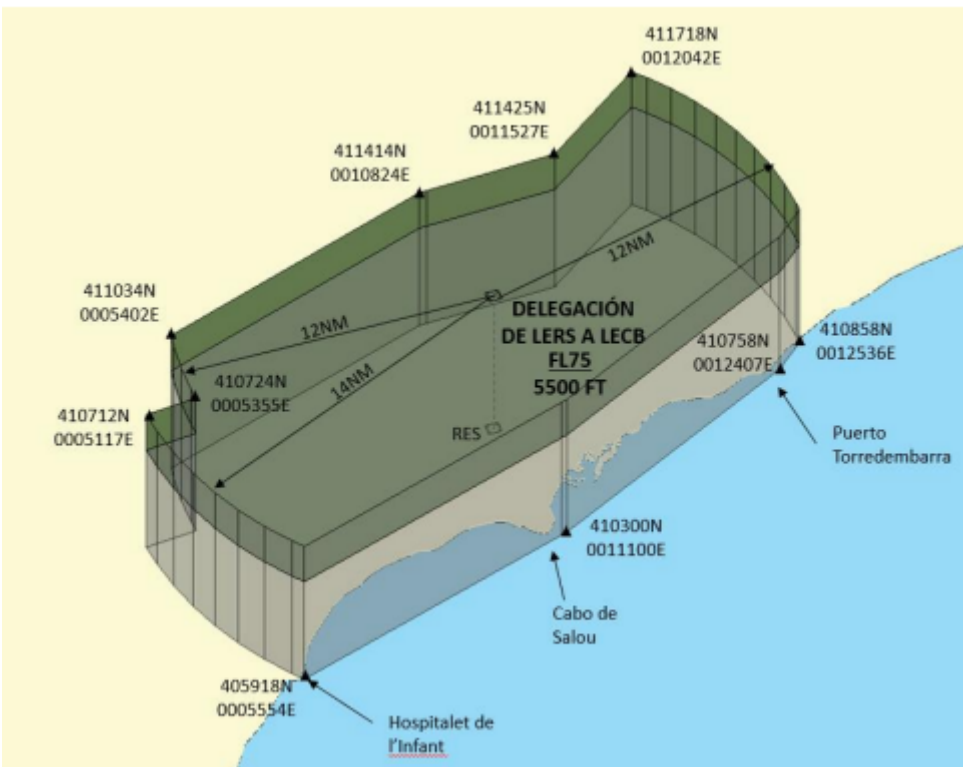 411718N
0012042E
411425N
0011527E
411414N
0010824E
12NM
411034N
0005402E
12NM
DELEGACIÓN
DE LERS A LECB
FL75
5500 FT
14NM
410724N
0005355E
410758N
0012407E
410858N
0012536E
410712N
0005117E
RES
Puerto
Torredembarra
410300N
0011100E
Cabo de
Salou
405918N
0005554E
Hospitalet de
l'Infant